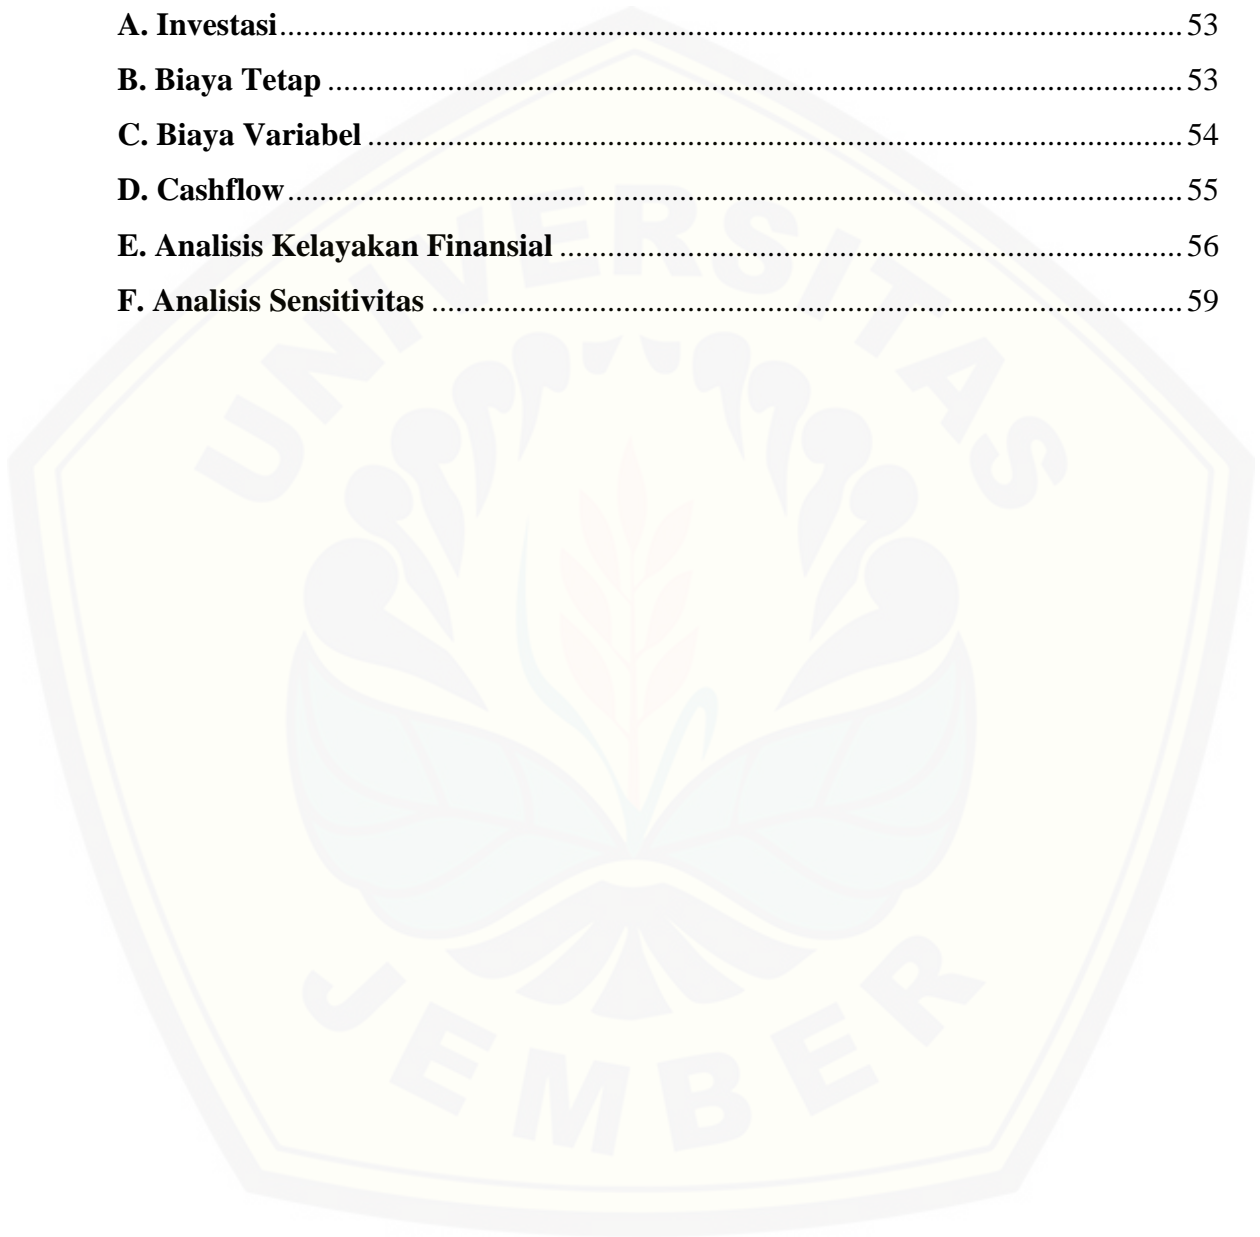 A. Investasi.......................................................................................................... 53
B. Biaya Tetap.................................................................................................... 53
C. Biaya Variabel............................................................................................... 54
D. Cashflow........................................................................................................ 55
E. Analisis Kelayakan Finansial......................................................................... 56
F. Analisis Sensitivitas....................................................................................... 59
UNIVERSITAS
JEMBER